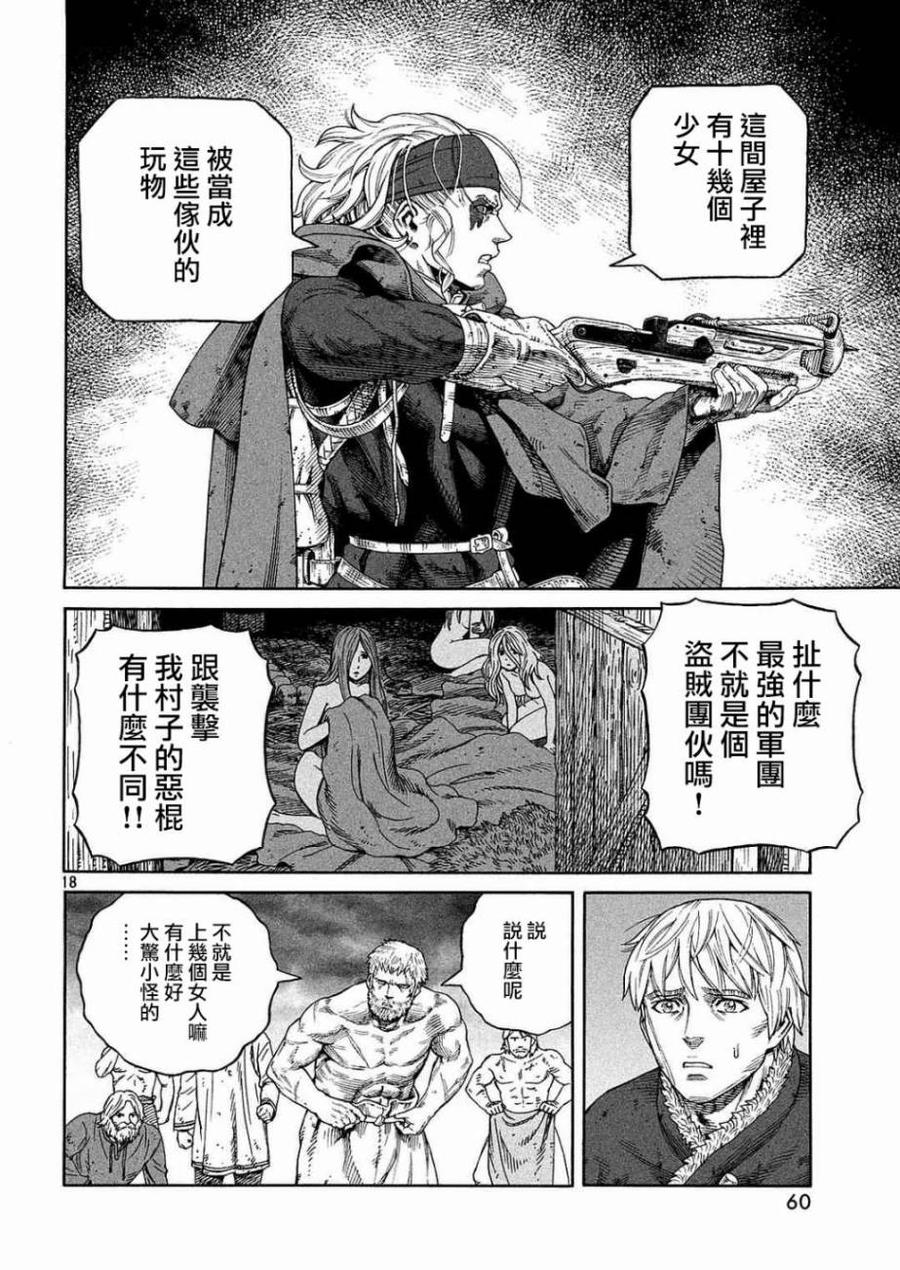 這間屋子裡
有十幾個
少女
被當成
這些傢伙的
玩物
扯什麼
最強的軍團
不就是個
盜賊團伙嗎！
跟襲擊
我村子的惡棍
有什麼不同!!
18
説
説什麼呢
不就是
上幾個女人嘛
有什麼好
大驚小怪的
……
60